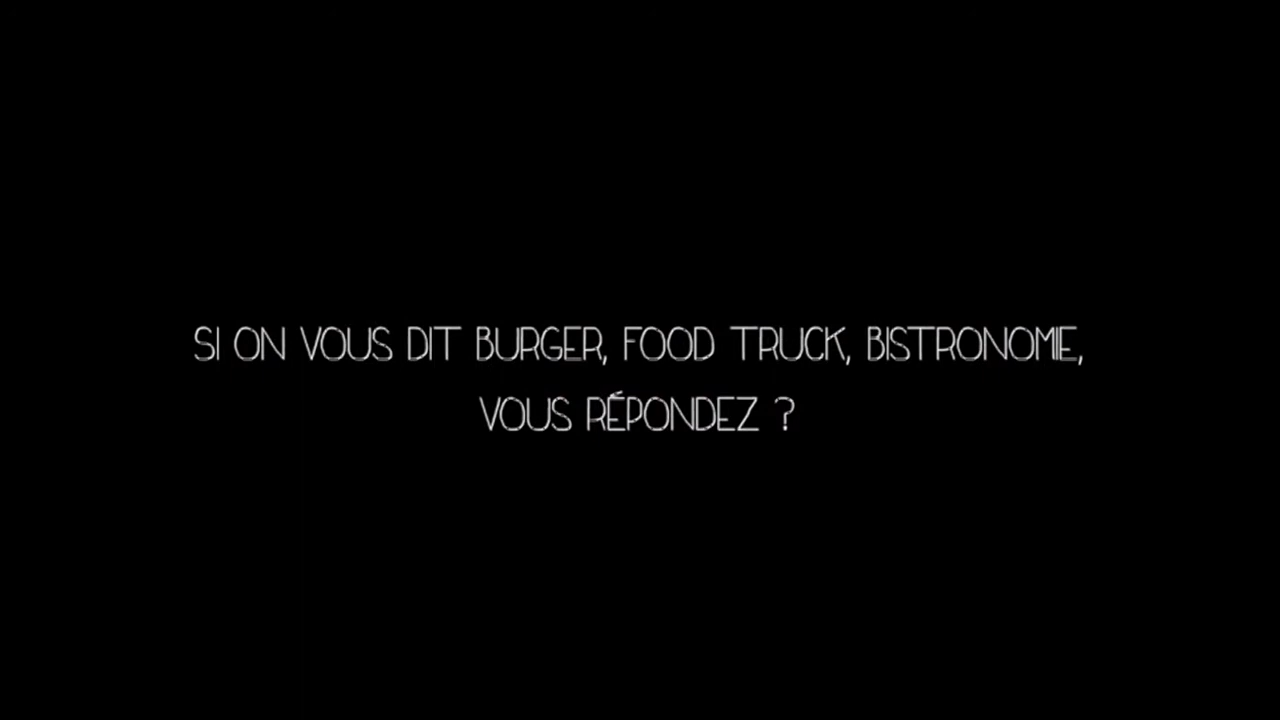 SI ON VOUS DIT BURGER, FOOD TRUCK, BISTRONOMIE,
VOUS RÉPONDEZ ?